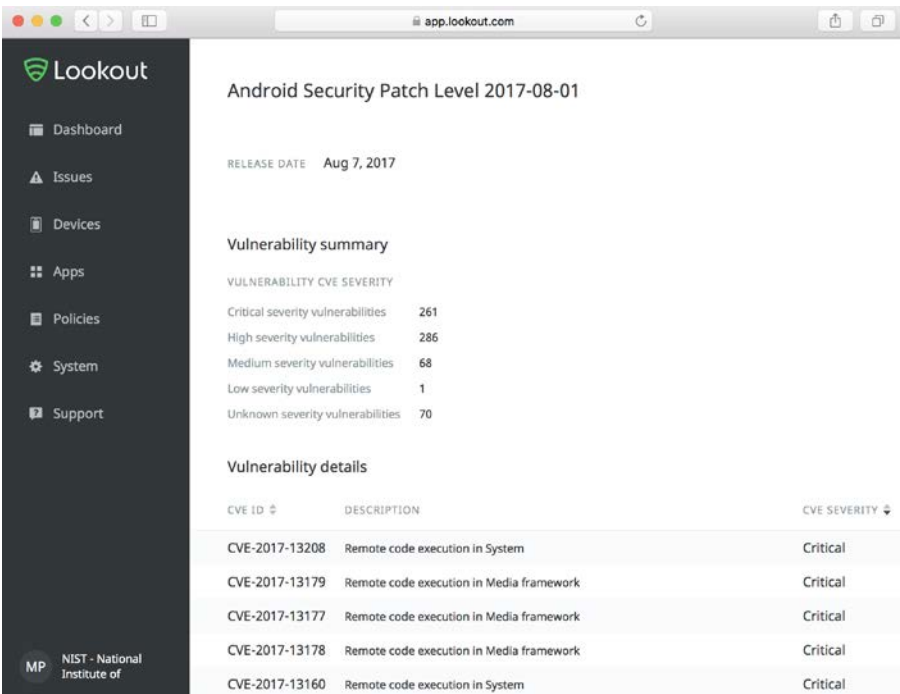 app.lookout.com
Lookout
Dashboard
Issues
Devices
Apps
Policies
System
Support
MP
NIST - National
Institute of
Android Security Patch Level 2017-08-01
RELEASE DATE Aug 7, 2017
Vulnerability summary
VULNERABILITY CVE SEVERITY
Critical severity vulnerabilities 261
High severity vulnerabilities 286
Medium severity vulnerabilities 68
Low severity vulnerabilities 1
Unknown severity vulnerabilities 70
Vulnerability details
CVE ID DESCRIPTION CVE SEVERITY
CVE-2017-13208 Remote code execution in System Critical
CVE-2017-13179 Remote code execution in Media framework Critical
CVE-2017-13177 Remote code execution in Media framework Critical
CVE-2017-13178 Remote code execution in Media framework Critical
CVE-2017-13160 Remote code execution in System Critical